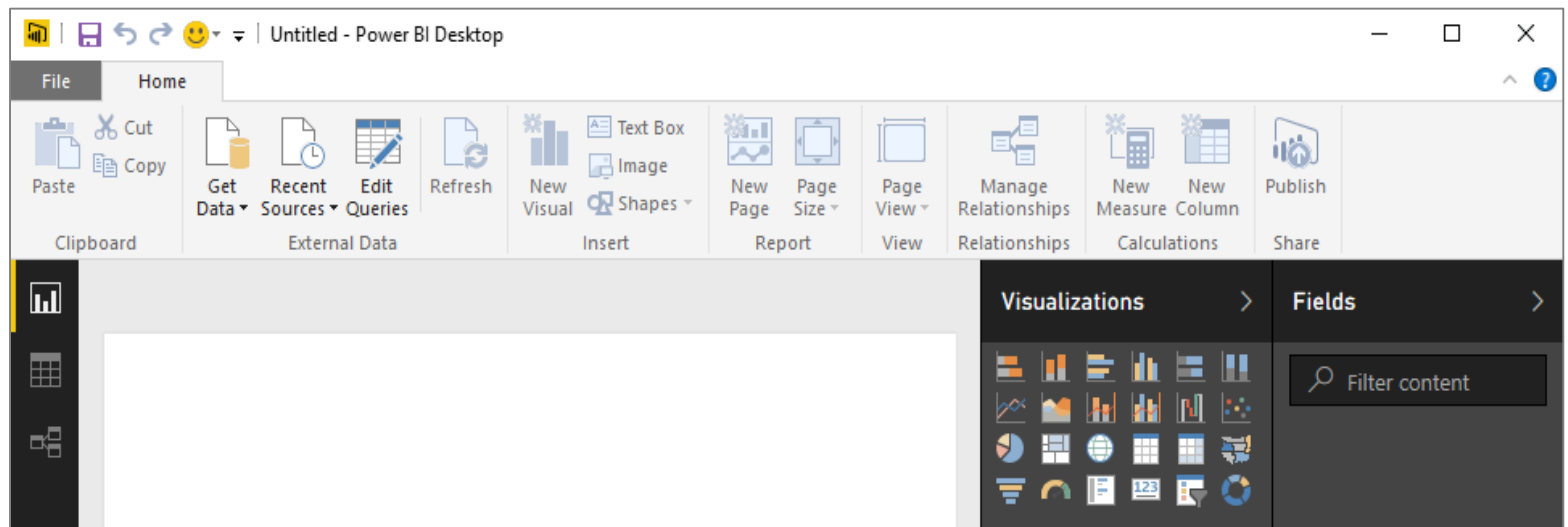 Untitled - Power BI Desktop
File
Home
?
Paste
Cut
Copy
Clipboard
Get
Data
Recent
Sources
Edit
Queries
Refresh
External Data
New
Visual
A
Text Box
Image
Shapes
Insert
New
Page
Page
Size
Report
Page
View
View
Manage
Relationships
Relationships
New
Measure
New
Column
Calculations
Publish
Share
Visualizations
Fields
Filter content
123